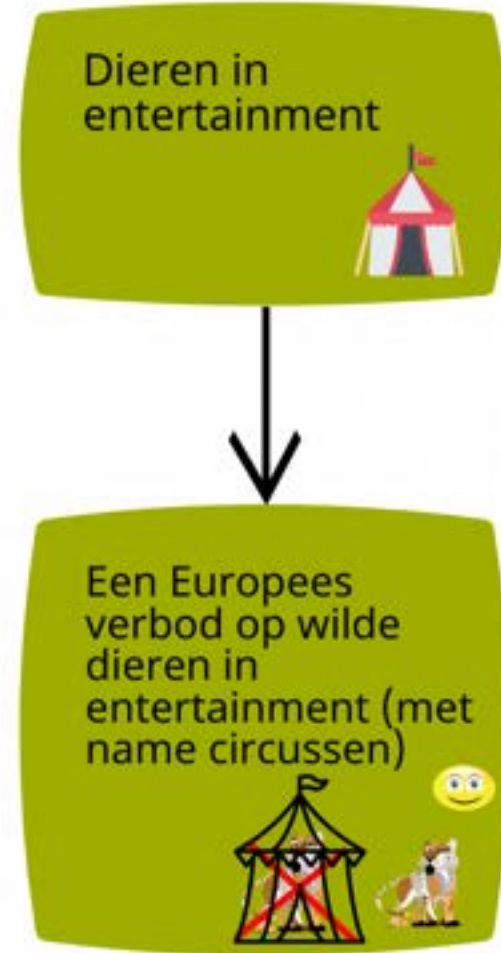 Dieren in
entertainment
Een Europees
verbod op wilde
dieren in
entertainment (met
name circussen)